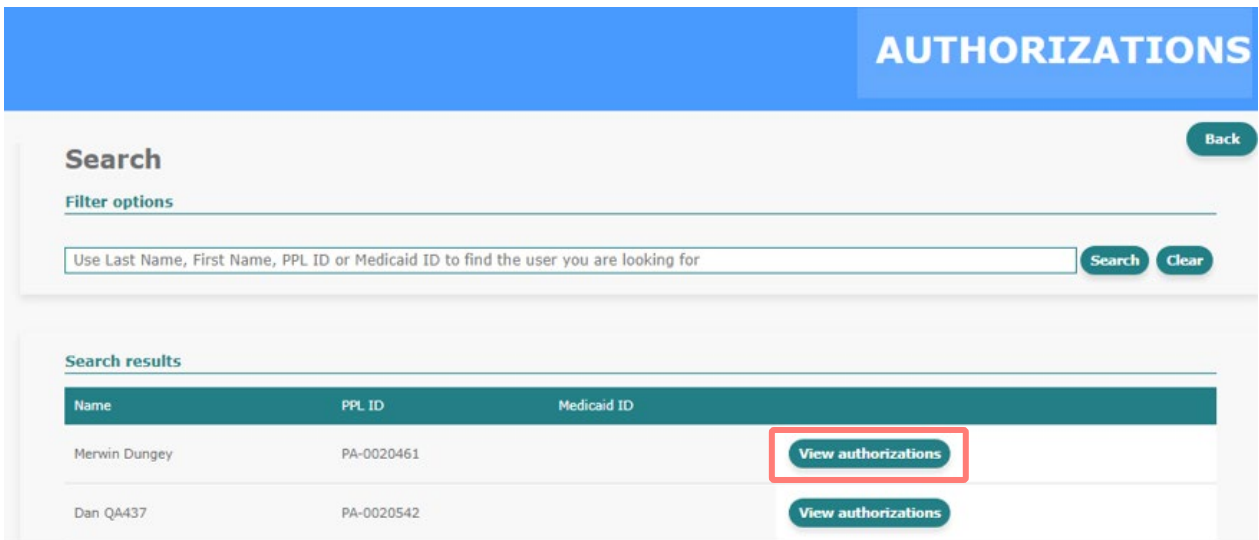 AUTHORIZATIONS
Back
Search
Filter options
Use Last Name, First Name, PPL ID or Medicaid ID to find the user you are looking for Search Clear
Search results
Name PPL ID Medicaid ID
Merwin Dungey PA-0020461 View authorizations
Dan QA437 PA-0020542 View authorizations